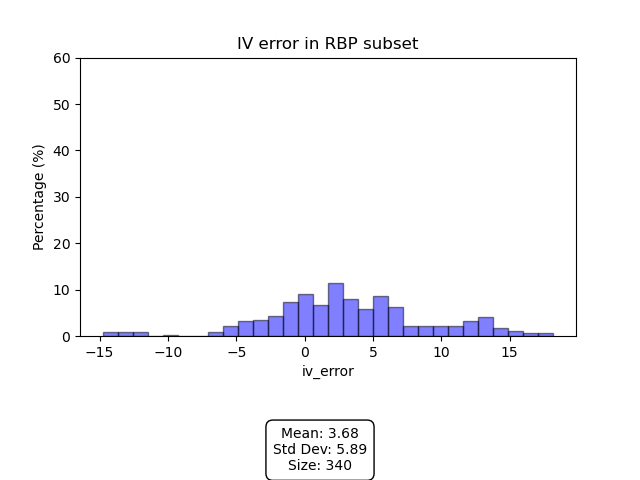 IV error in RBP subset
60
50
40
30
20
10
0
Percentage (%)
−15 −10 −5 0 5 10 15
iv_error
Mean: 3.68
Std Dev: 5.89
Size: 340